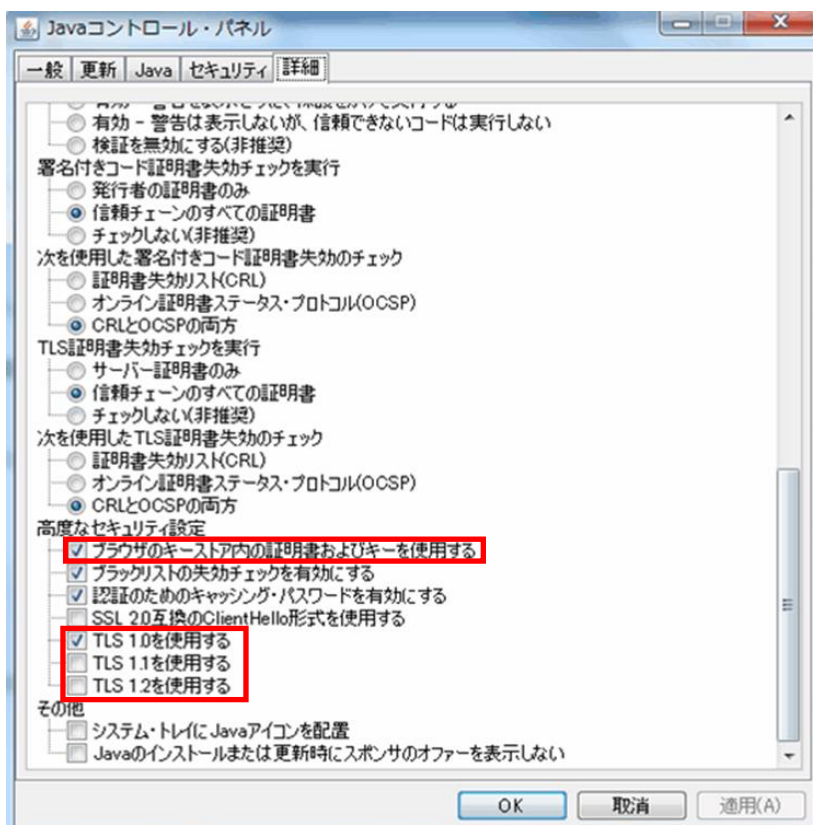 Javaコントロール・パネル
一般 更新 Java セキュリティ 詳細
有効 - 警告は表示しないが、信頼できないコードは実行しない
検証を無効にする(非推奨)
署名付きコード証明書失効チェックを実行
発行者の証明書のみ
信頼チェーンのすべての証明書
チェックしない(非推奨)
次を使用した署名付きコード証明書失効のチェック
証明書失効リスト(CRL)
オンライン証明書ステータス・プロトコル(OCSP)
CRLとOCSPの両方
TLS証明書失効チェックを実行
サーバー証明書のみ
信頼チェーンのすべての証明書
チェックしない(非推奨)
次を使用したTLS証明書失効のチェック
証明書失効リスト(CRL)
オンライン証明書ステータス・プロトコル(OCSP)
CRLとOCSPの両方
高度なセキュリティ設定
ブラウザのキーストア内の証明書およびキーを使用する
ブラックリストの失効チェックを有効にする
認証のためのキャッシング・パスワードを有効にする
SSL 2.0互換のClientHello形式を使用する
TLS 1.0を使用する
TLS 1.1を使用する
TLS 1.2を使用する
その他
システム・トレイにJavaアイコンを配置
Javaのインストールまたは更新時にスポンサのオファーを表示しない
OK 取消 適用(A)